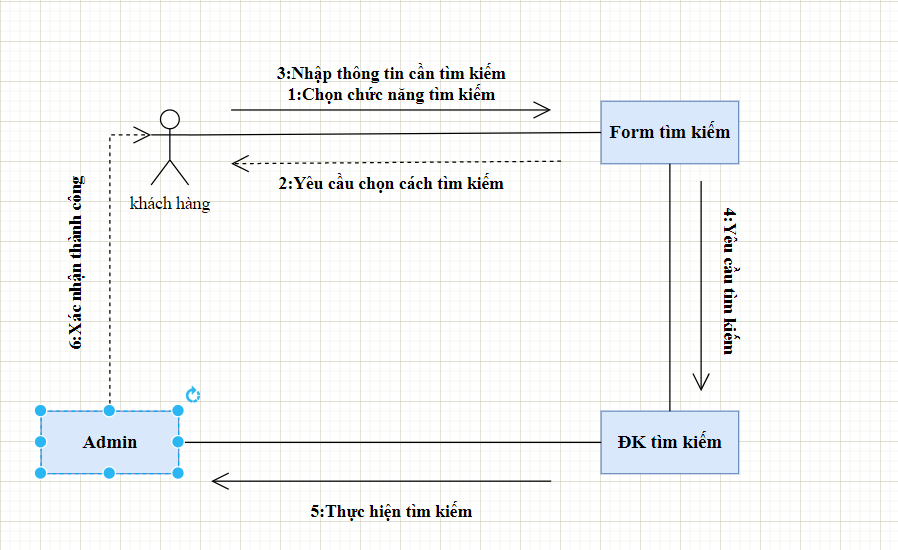 3:Nhập thông tin cần tìm kiếm
1:Chọn chức năng tìm kiếm
Form tìm kiếm
2:Yêu cầu chọn cách tìm kiếm
khách hàng
6:Xác nhận thành công
4:Yêu cầu tìm kiếm
Admin
ĐK tìm kiếm
5:Thực hiện tìm kiếm